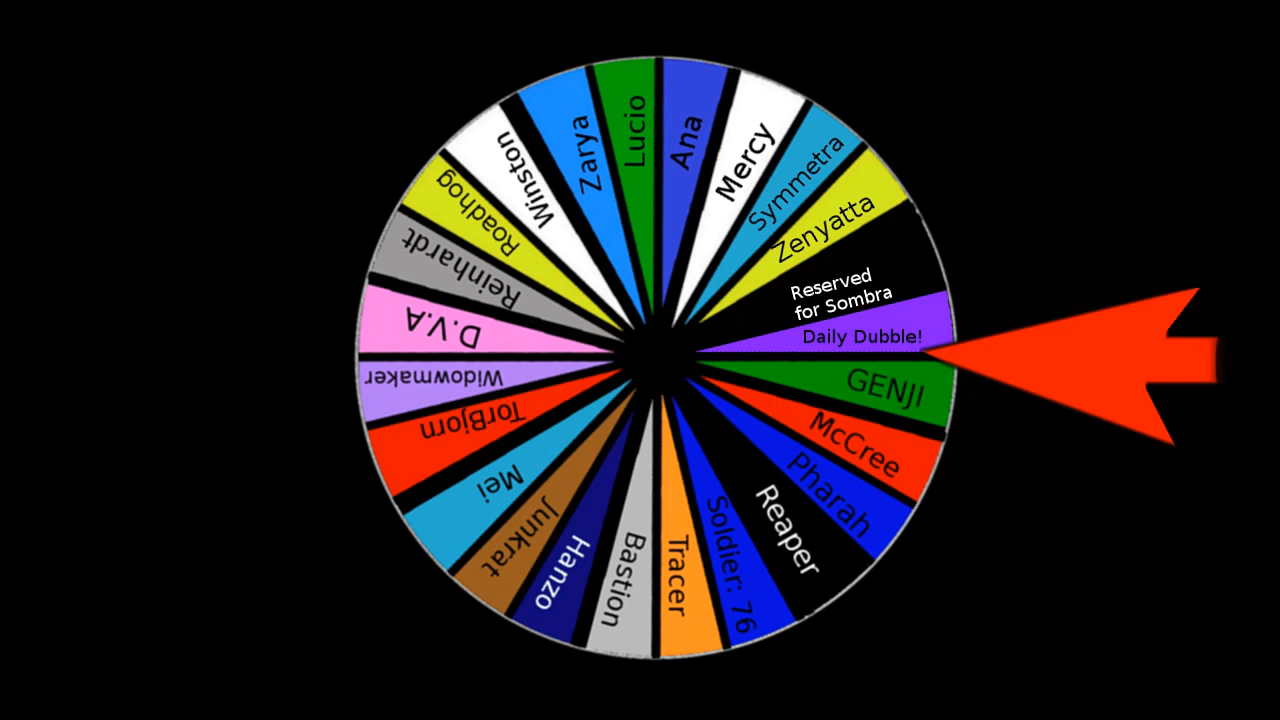 Lucio
Ana
Mercy
Symmetra
Zenyatta
Reserved
for Sombra
Daily Dubble!
GENJI
McCree
Pharah
Reaper
Soldier: 76
Tracer
Bastion
Hanzo
Junkrat
Mei
TorBjorn
Widowmaker
D.V.A
Reinhardt
Roadhog
Winston
Zarya